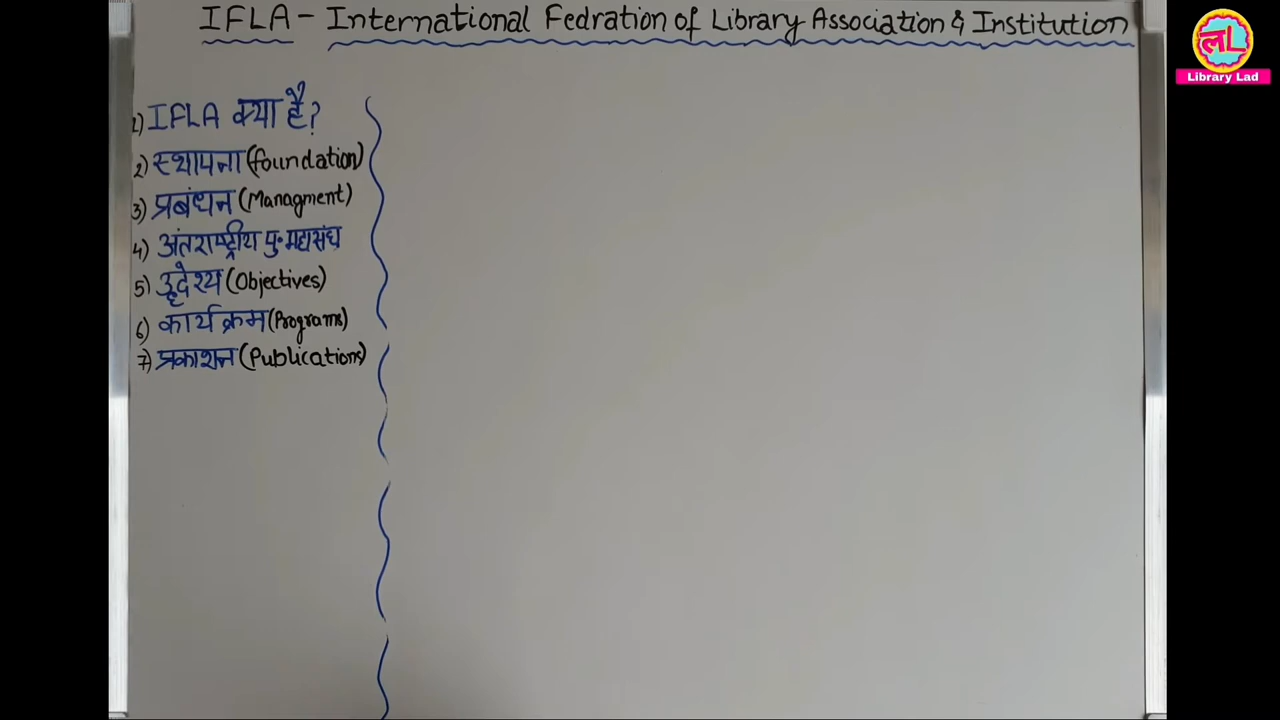 IFLA - International Fedration of Library Association & Institution
लL
Library Lad
1) IFLA क्या है?
2) स्थापना (foundation)
3) प्रबंधन (Managment)
4) अंतराष्ट्रीय पु. महासंघ
5) उद्देश्य (Objectives)
6) कार्य क्रम (Programs)
7) प्रकाशन (Publications)